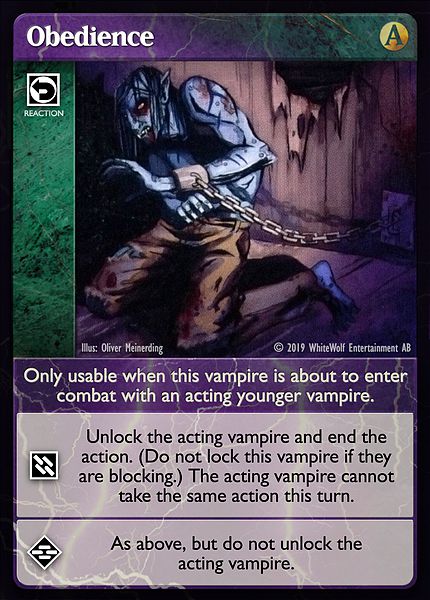 Obedience
A
REACTION
Illus: Oliver Meinerding
© 2019 WhiteWolf Entertainment AB
Only usable when this vampire is about to enter
combat with an acting younger vampire.
Unlock the acting vampire and end the
action. (Do not lock this vampire if they
are blocking.) The acting vampire cannot
take the same action this turn.
As above, but do not unlock the
acting vampire.